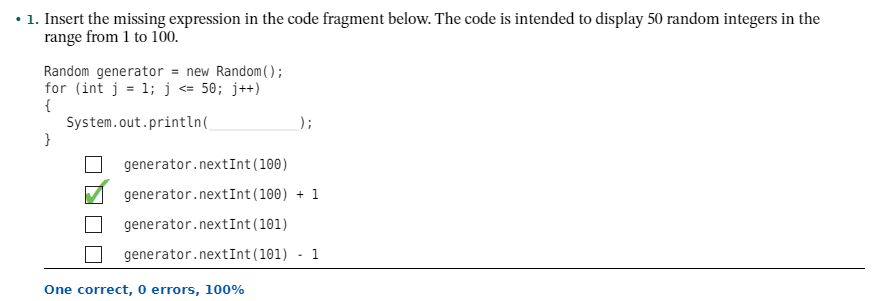 • 1. Insert the missing expression in the code fragment below. The code is intended to display 50 random integers in the
range from 1 to 100.
Random generator = new Random();
for (int j = 1; j <= 50; j++)
{
System.out.println(____________);
}
generator.nextInt(100)
generator.nextInt(100) + 1
generator.nextInt(101)
generator.nextInt(101) - 1
One correct, 0 errors, 100%